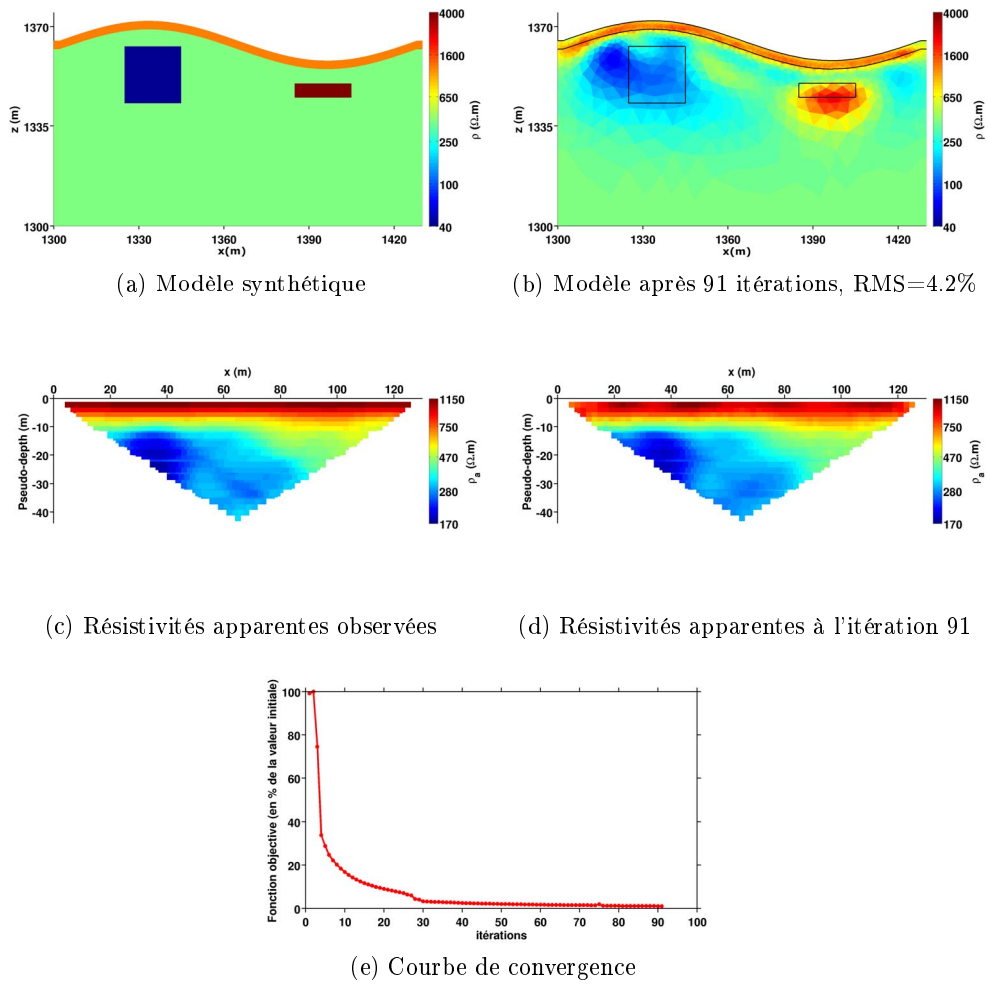 1370
1335
1300
z (m)
1300 1330 1360 1390 1420
x(m)
4000
1600
650
250
100
40
ρ (Ω.m)
(a) Modèle synthétique
1370
1335
1300
z (m)
1300 1330 1360 1390 1420
x(m)
4000
1600
650
250
100
40
ρ (Ω.m)
(b) Modèle après 91 itérations, RMS=4.2%
x (m)
0 20 40 60 80 100 120
0
-10
-20
-30
-40
Pseudo-depth (m)
1150
750
470
280
170
ρa (Ω.m)
(c) Résistivités apparentes observées
x (m)
0 20 40 60 80 100 120
0
-10
-20
-30
-40
Pseudo-depth (m)
1150
750
470
280
170
ρa (Ω.m)
(d) Résistivités apparentes à l'itération 91
Fonction objective (en % de la valeur initiale)
100
80
60
40
20
0
0 10 20 30 40 50 60 70 80 90 100
itérations
(e) Courbe de convergence